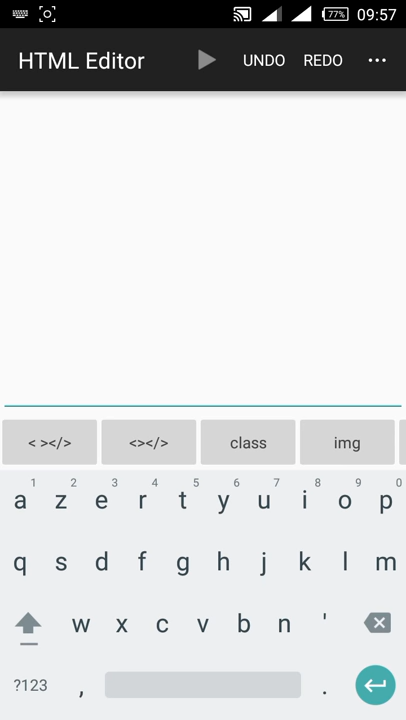 77% 09:57
HTML Editor UNDO REDO ...
< ></> <></> class img
1 2 3 4 5 6 7 8 9 0
a z e r t y u i o p
q s d f g h j k l m
w x c v b n '
?123 , .